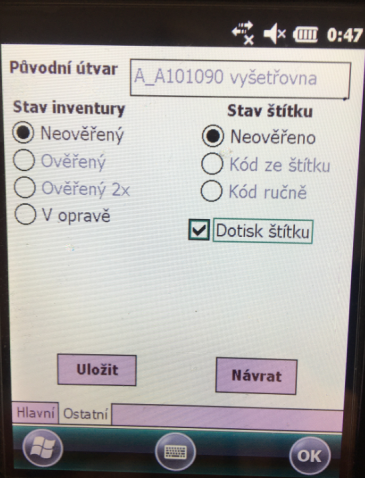 0:47
Původní útvar A_A101090 vyšetřovna
Stav inventury
Neověřený
Ověřený
Ověřený 2x
V opravě
Stav štítku
Neověřeno
Kód ze štítku
Kód ručně
Dotisk štítku
Uložit Návrat
Hlavní Ostatní
OK